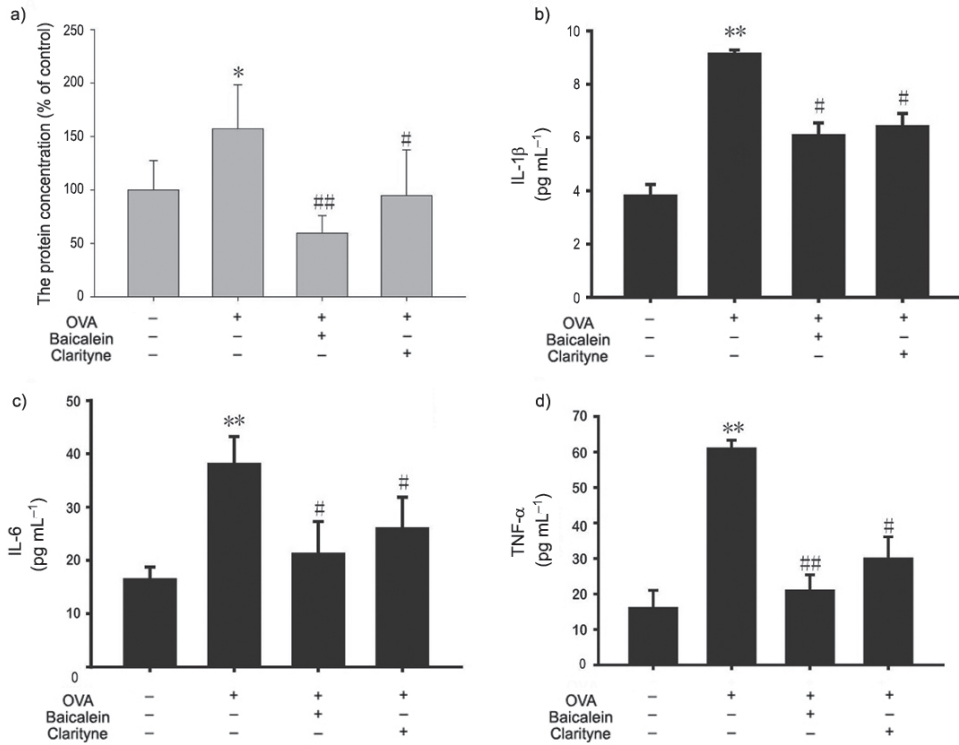 a)
The protein concentration (% of control)
250
200
150
100
50
0
*
##
#
OVA – + + +
Baicalein – – + –
Clarityne – – – +
b)
IL-1β
(pg mL⁻¹)
10
8
6
4
2
0
**
#
#
OVA – + + +
Baicalein – – + –
Clarityne – – – +
c)
IL-6
(pg mL⁻¹)
50
40
30
20
10
0
**
#
#
OVA – + + +
Baicalein – – + –
Clarityne – – – +
d)
TNF-α
(pg mL⁻¹)
70
60
50
40
30
20
10
0
**
##
#
OVA – + + +
Baicalein – – + –
Clarityne – – – +